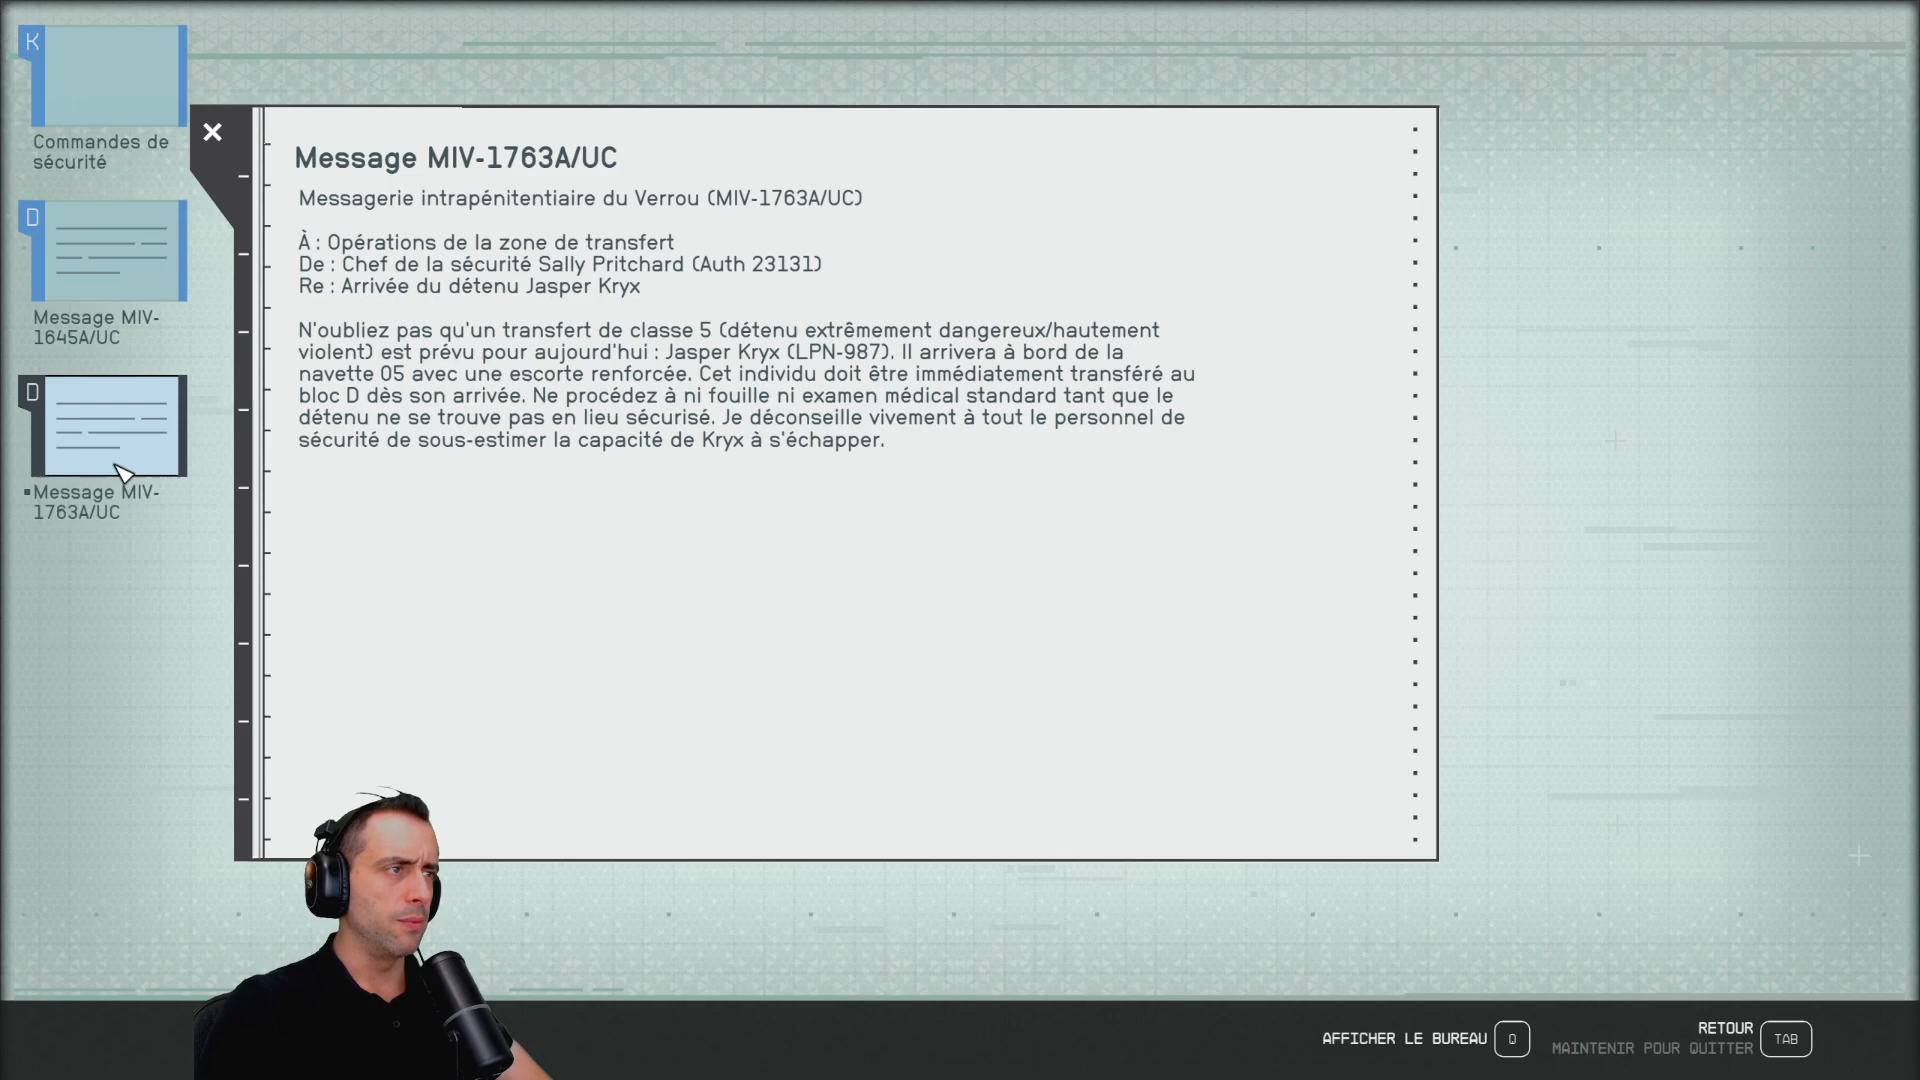 K
Commandes de
sécurité
D
Message MIV-
1645A/UC
D
Message MIV-
1763A/UC
Message MIV-1763A/UC
Messagerie intrapénitentiaire du Verrou (MIV-1763A/UC)
À : Opérations de la zone de transfert
De : Chef de la sécurité Sally Pritchard (Auth 23131)
Re : Arrivée du détenu Jasper Kryx
N'oubliez pas qu'un transfert de classe 5 (détenu extrêmement dangereux/hautement
violent) est prévu pour aujourd'hui : Jasper Kryx (LPN-987). Il arrivera à bord de la
navette 05 avec une escorte renforcée. Cet individu doit être immédiatement transféré au
bloc D dès son arrivée. Ne procédez à ni fouille ni examen médical standard tant que le
détenu ne se trouve pas en lieu sécurisé. Je déconseille vivement à tout le personnel de
sécurité de sous-estimer la capacité de Kryx à s'échapper.
AFFICHER LE BUREAU Q
RETOUR
MAINTENIR POUR QUITTER TAB